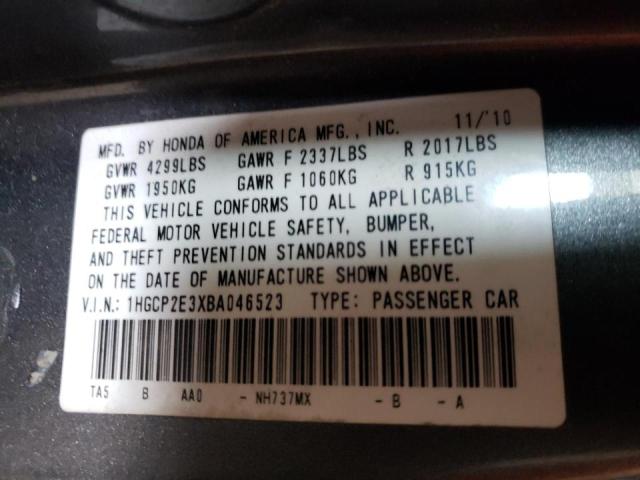 MFD. BY HONDA OF AMERICA MFG., INC. 11/'10
GVWR 4299LBS GAWR F 2337LBS R 2017LBS
GVWR 1950KG GAWR F 1060KG R 915KG
THIS VEHICLE CONFORMS TO ALL APPLICABLE
FEDERAL MOTOR VEHICLE SAFETY, BUMPER,
AND THEFT PREVENTION STANDARDS IN EFFECT
ON THE DATE OF MANUFACTURE SHOWN ABOVE.
V.I.N.: 1HGCP2E3XBA046523 TYPE: PASSENGER CAR
TA5 B AA0 - NH737MX - B - A